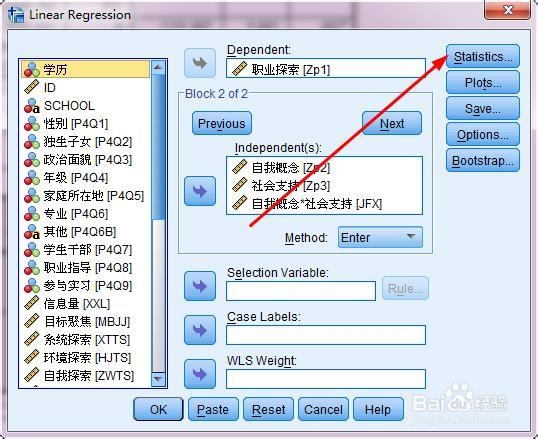 Linear Regression
学历
ID
SCHOOL
性别 [P4Q1]
独生子女 [P4Q2]
政治面貌 [P4Q3]
年级 [P4Q4]
家庭所在地 [P4Q5]
专业 [P4Q6]
其他 [P4Q6B]
学生干部 [P4Q7]
职业指导 [P4Q8]
参与实习 [P4Q9]
信息量 [XXL]
目标聚焦 [MBJJ]
系统探索 [XTTS]
环境探索 [HJTS]
自我探索 [ZWTS]
Dependent:
职业探索 [Zp1]
Block 2 of 2
Previous
Next
Independent(s):
自我概念 [Zp2]
社会支持 [Zp3]
自我概念*社会支持 [JFX]
Method:
Enter
Selection Variable:
Rule...
Case Labels:
WLS Weight:
Statistics...
Plots...
Save...
Options...
Bootstrap...
OK
Paste
Reset
Cancel
Help
Baidu 经验
jingyan.baidu.com